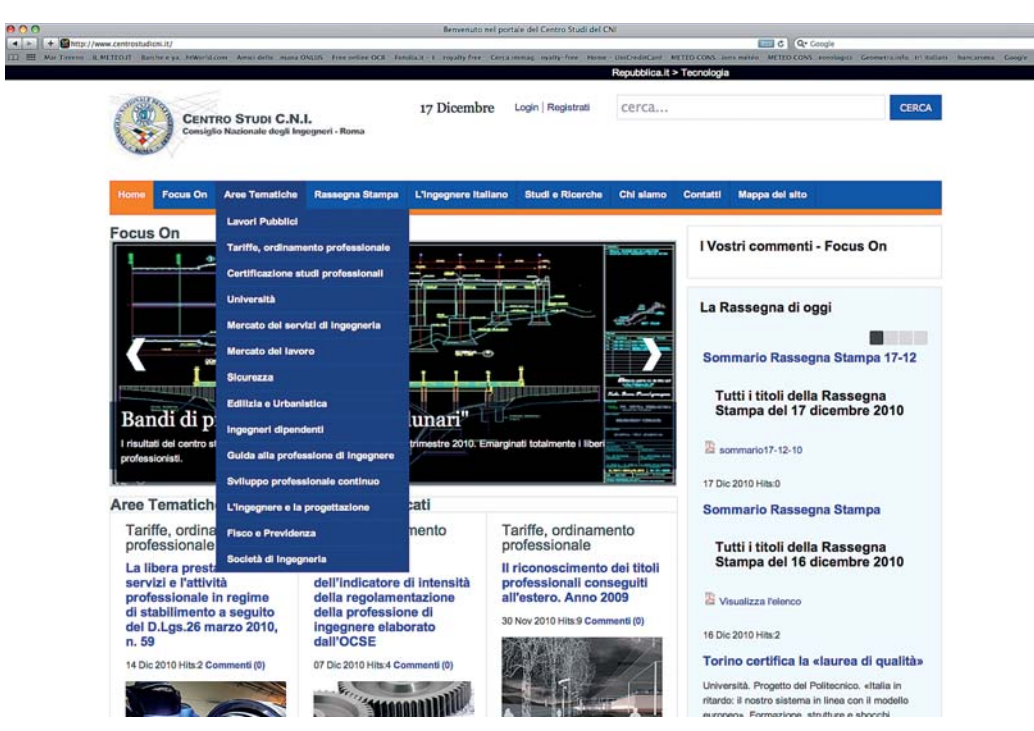 Benvenuto nel portale del Centro Studi del CNI
http://www.centrostudicni.it/
Google
Repubblica.it > Tecnologia
CENTRO STUDI C.N.I.
Consiglio Nazionale degli Ingegneri - Roma
17 Dicembre
Login | Registrati
cerca...
CERCA
Home Focus On Aree Tematiche Rassegna Stampa L'Ingegnere Italiano Studi e Ricerche Chi siamo Contatti Mappa del sito
Lavori Pubblici
Tariffe, ordinamento professionale
Certificazione studi professionali
Università
Mercato dei servizi di ingegneria
Mercato del lavoro
Sicurezza
Edilizia e Urbanistica
Ingegneri dipendenti
Guida alla professione di ingegnere
Sviluppo professionale continuo
L'ingegnere e la progettazione
Fisco e Previdenza
Società di Ingegneria
Focus On
Bandi di p
lunari"
I risultati del centro st
trimestre 2010. Emarginati totalmente i liberi
professionisti.
Aree Tematich
cati
Tariffe, ordina
professionale
La libera presta
servizi e l'attività
professionale in regime
di stabilimento a seguito
del D.Lgs.26 marzo 2010,
n. 59
14 Dic 2010 Hits:2 Commenti (0)
mento
dell'indicatore di intensità
della regolamentazione
della professione di
ingegnere elaborato
dall'OCSE
07 Dic 2010 Hits:4 Commenti (0)
Tariffe, ordinamento
professionale
Il riconoscimento dei titoli
professionali conseguiti
all'estero. Anno 2009
30 Nov 2010 Hits:9 Commenti (0)
I Vostri commenti - Focus On
La Rassegna di oggi
Sommario Rassegna Stampa 17-12
Tutti i titoli della Rassegna
Stampa del 17 dicembre 2010
sommario17-12-10
17 Dic 2010 Hits:0
Sommario Rassegna Stampa
Tutti i titoli della Rassegna
Stampa del 16 dicembre 2010
Visualizza l'elenco
16 Dic 2010 Hits:2
Torino certifica la «laurea di qualità»
Università. Progetto del Politecnico. «Italia in
ritardo: il nostro sistema in linea con il modello
europeo». Formazione, strutture e sbocchi